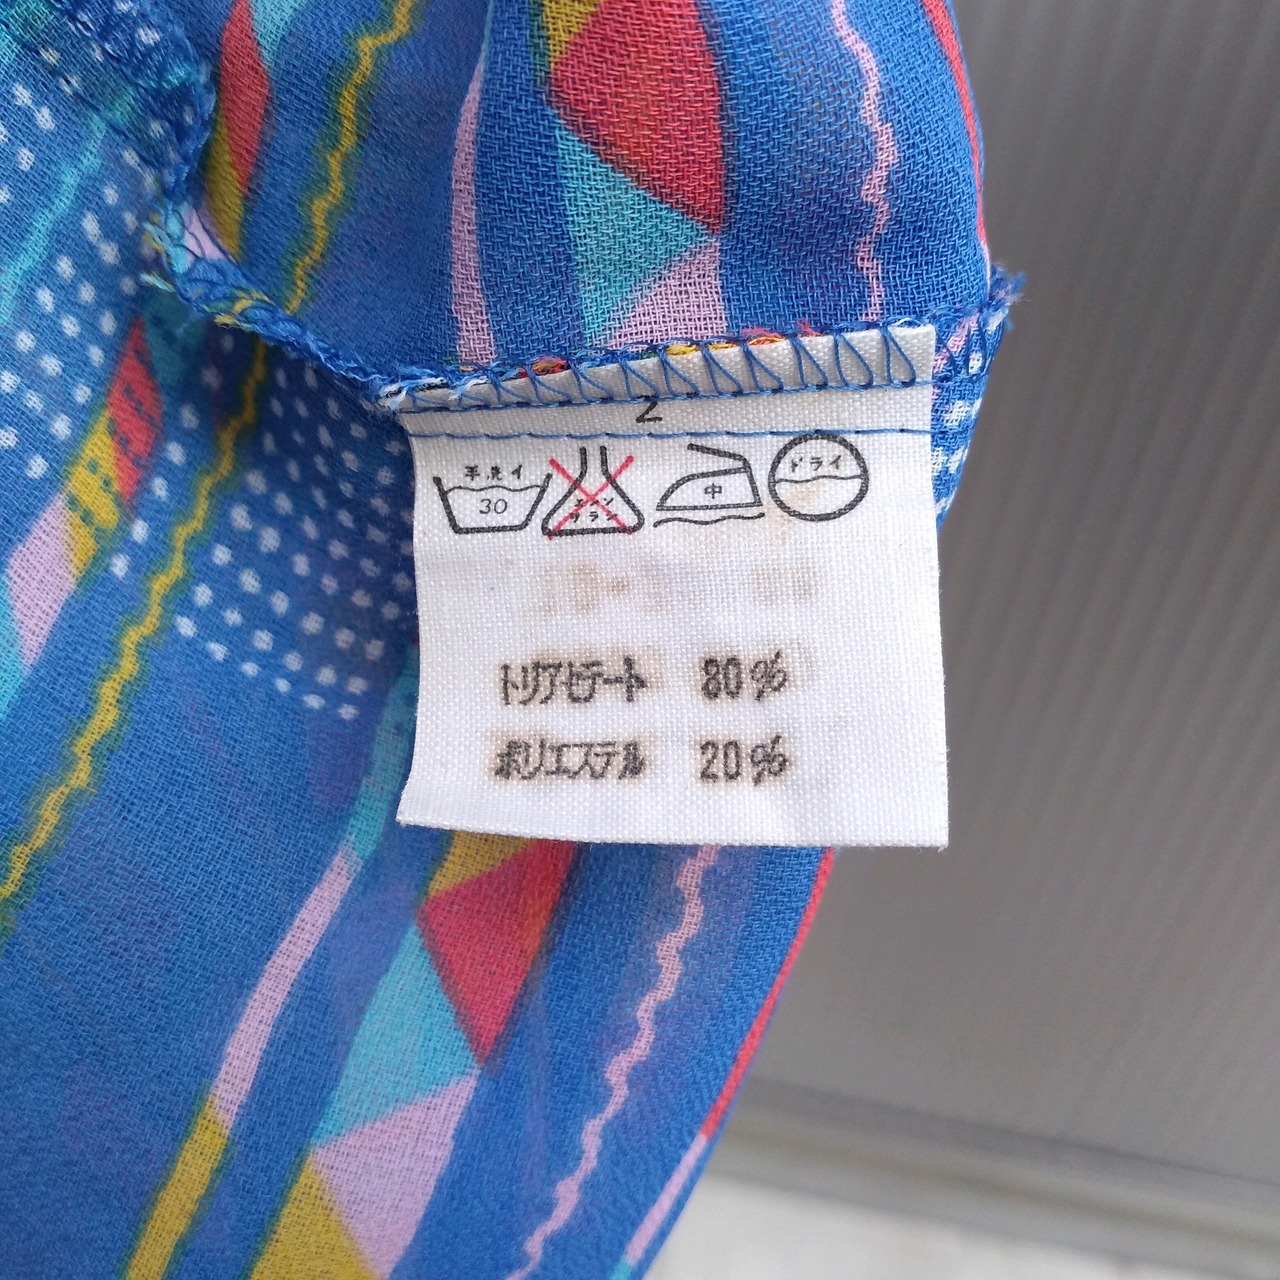 2
手洗イ エンソ ドライ
30 サラシ 中
トリアセテート 80%
ポリエステル 20%